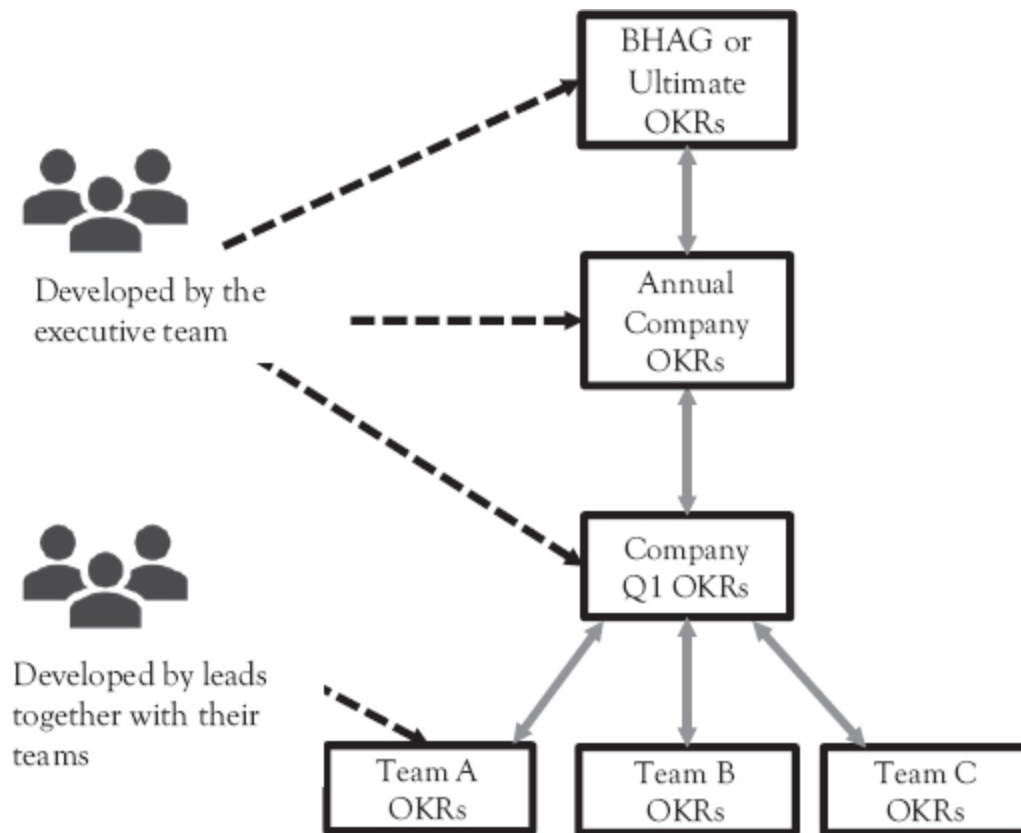 BHAG or
Ultimate
OKRs
Developed by the
executive team
Annual
Company
OKRs
Company
Q1 OKRs
Developed by leads
together with their
teams
Team A
OKRs
Team B
OKRs
Team C
OKRs